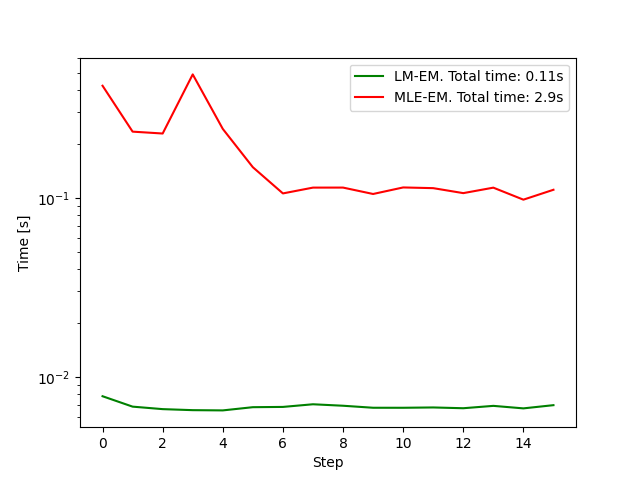 LM-EM. Total time: 0.11s
MLE-EM. Total time: 2.9s
Time [s]
10⁻¹
10⁻²
0 2 4 6 8 10 12 14
Step